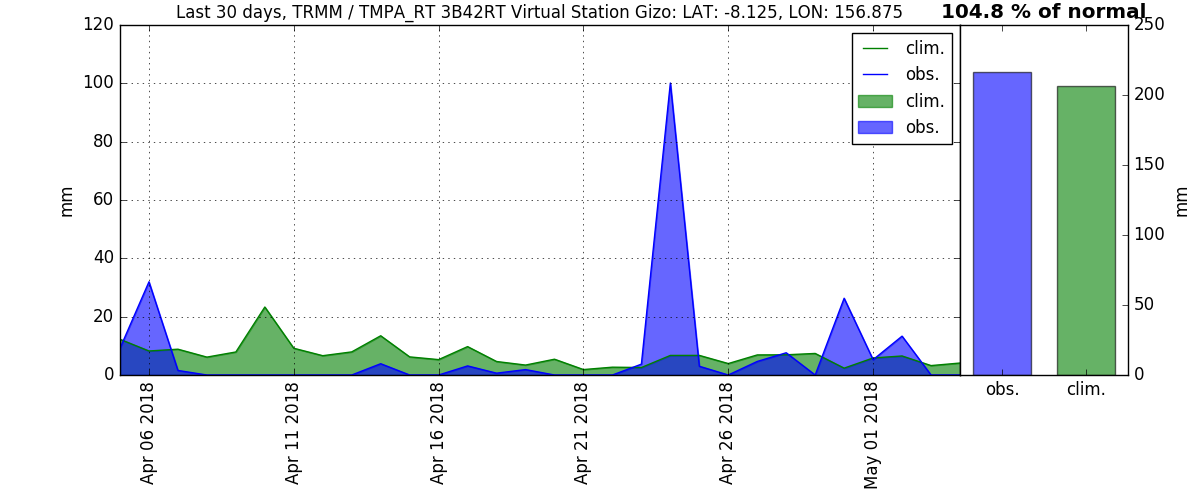 Last 30 days, TRMM / TMPA_RT 3B42RT Virtual Station Gizo: LAT: -8.125, LON: 156.875
104.8 % of normal
120
100
80
60
40
20
0
mm
clim.
obs.
clim.
obs.
250
200
150
100
50
0
mm
Apr 06 2018
Apr 11 2018
Apr 16 2018
Apr 21 2018
Apr 26 2018
May 01 2018
obs.
clim.